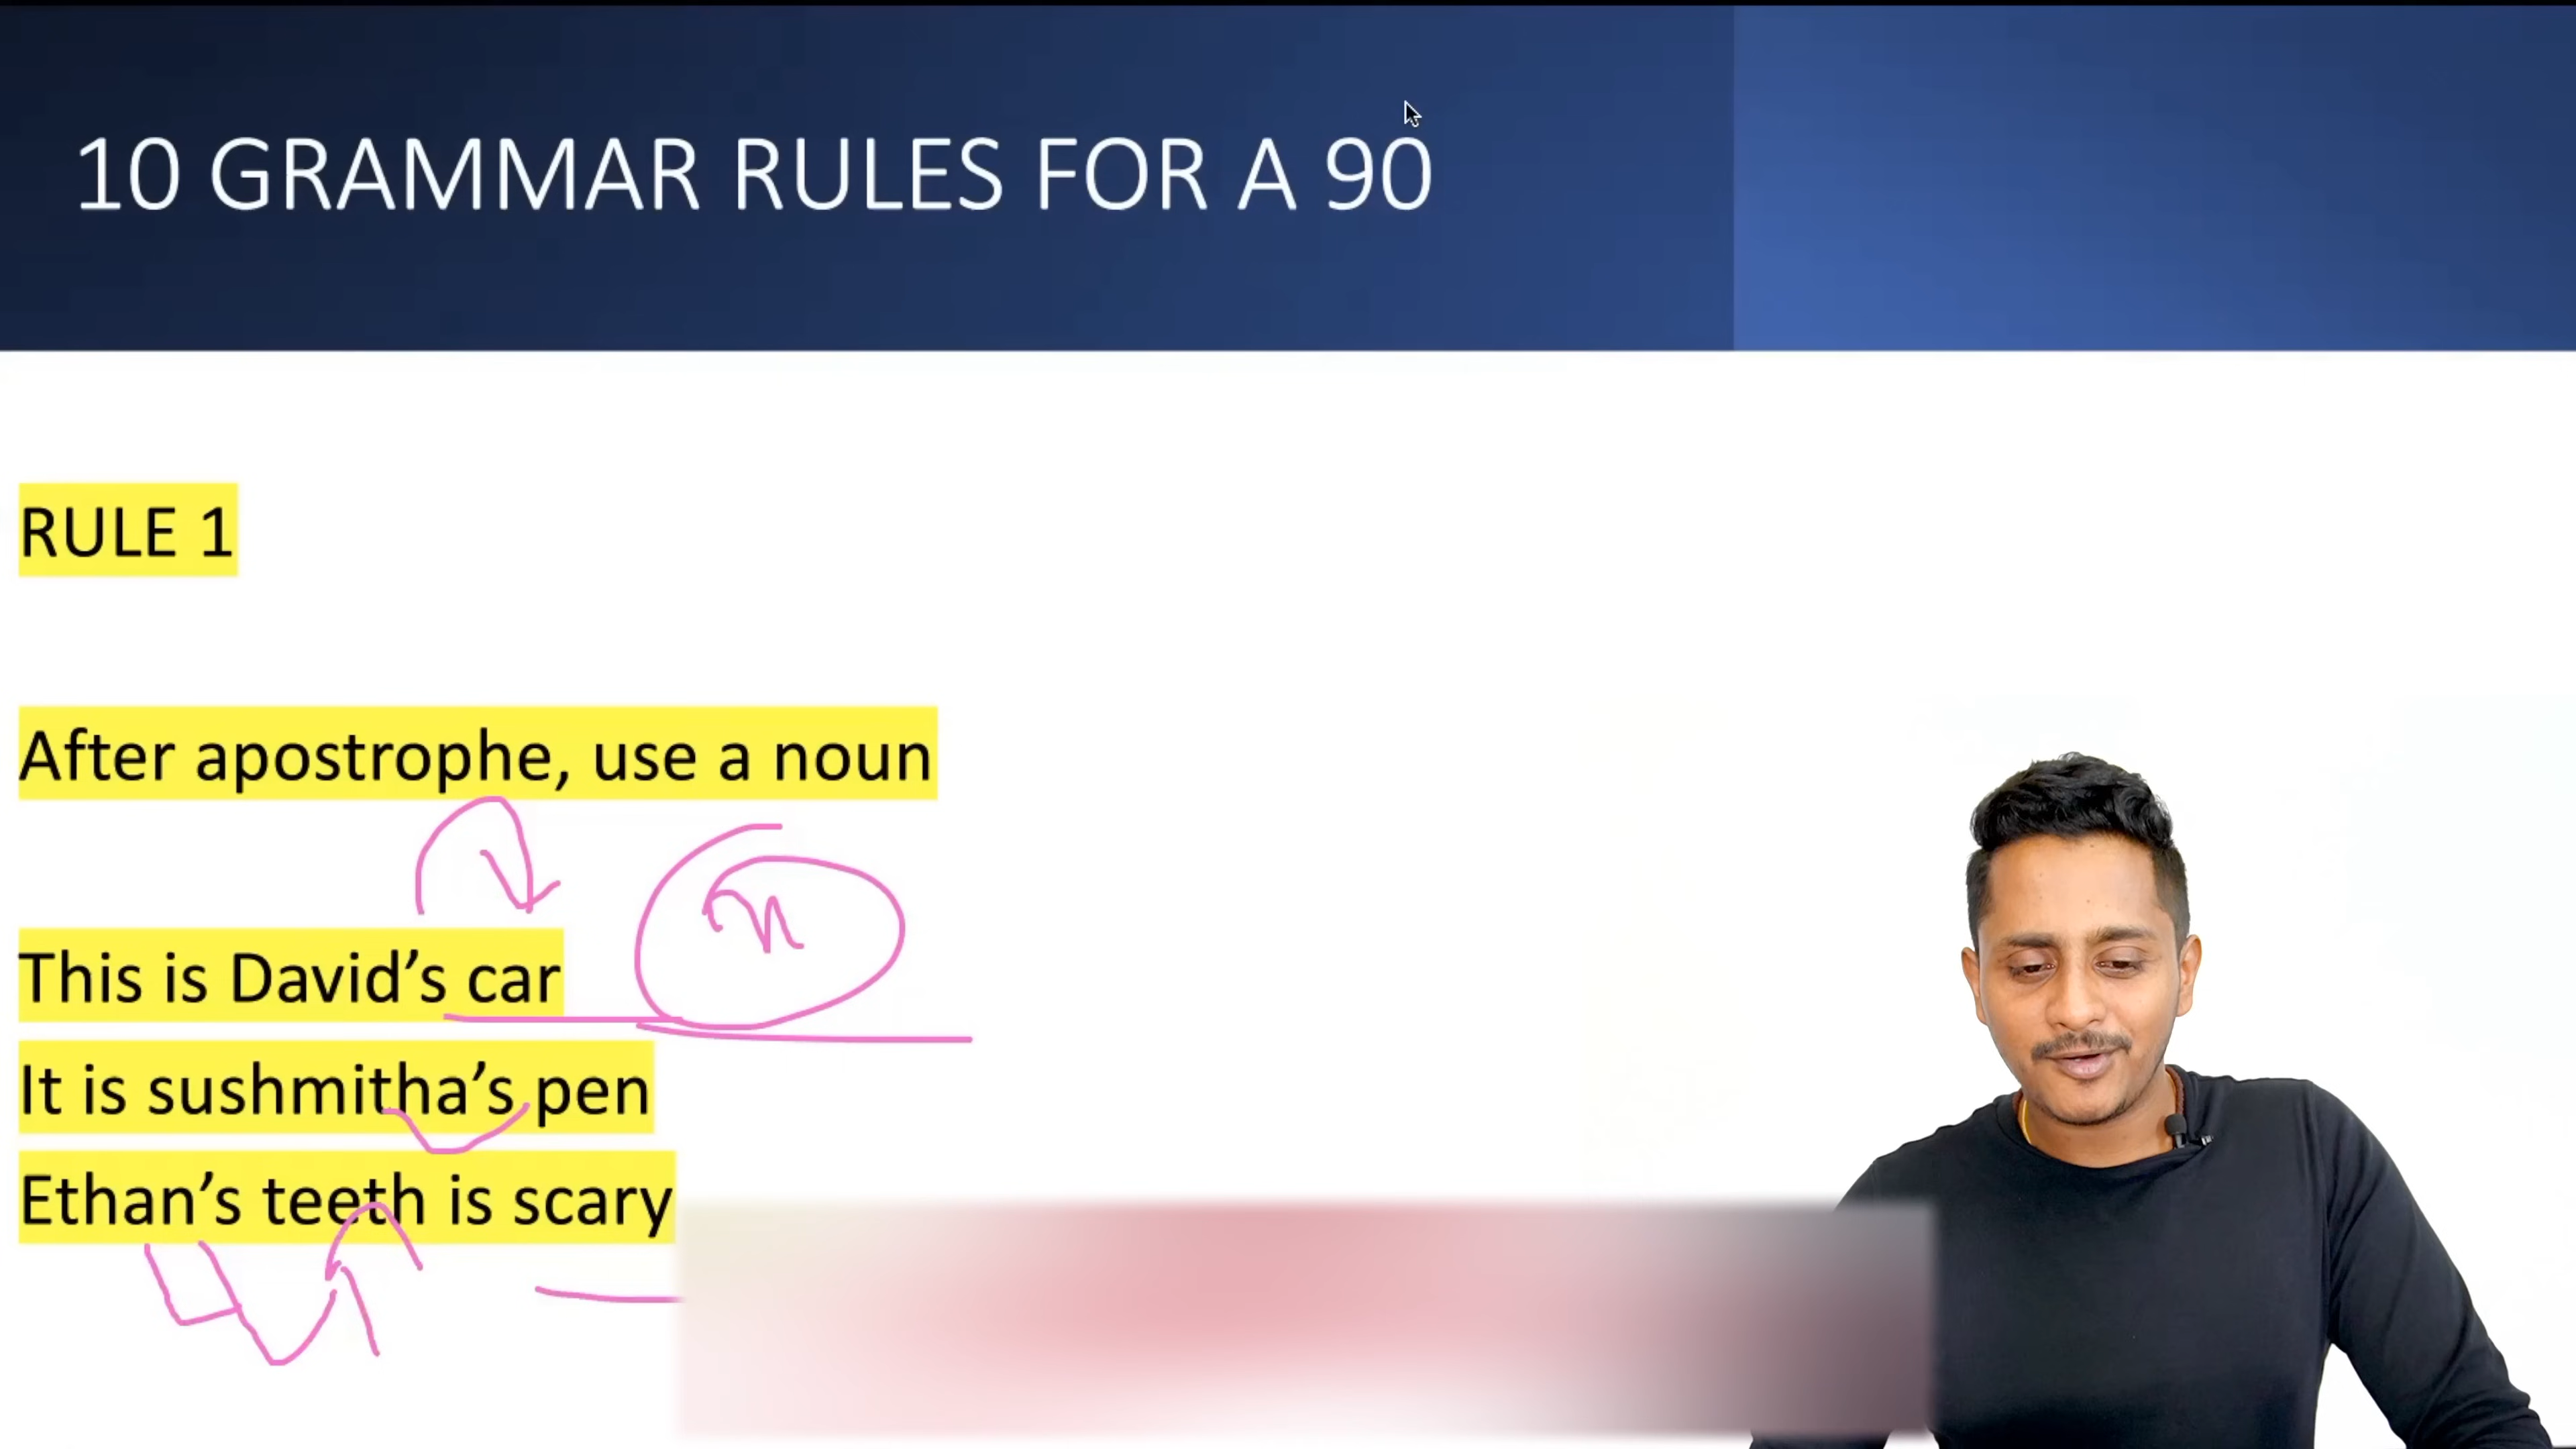 10 GRAMMAR RULES FOR A 90
RULE 1
After apostrophe, use a noun
n
This is David’s car
It is sushmitha’s pen
Ethan’s teeth is scary